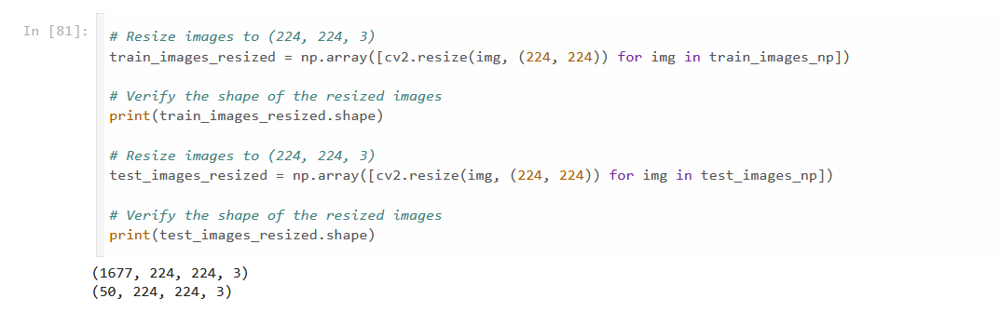 In [81]:
# Resize images to (224, 224, 3)
train_images_resized = np.array([cv2.resize(img, (224, 224)) for img in train_images_np])
# Verify the shape of the resized images
print(train_images_resized.shape)
# Resize images to (224, 224, 3)
test_images_resized = np.array([cv2.resize(img, (224, 224)) for img in test_images_np])
# Verify the shape of the resized images
print(test_images_resized.shape)
(1677, 224, 224, 3)
(50, 224, 224, 3)